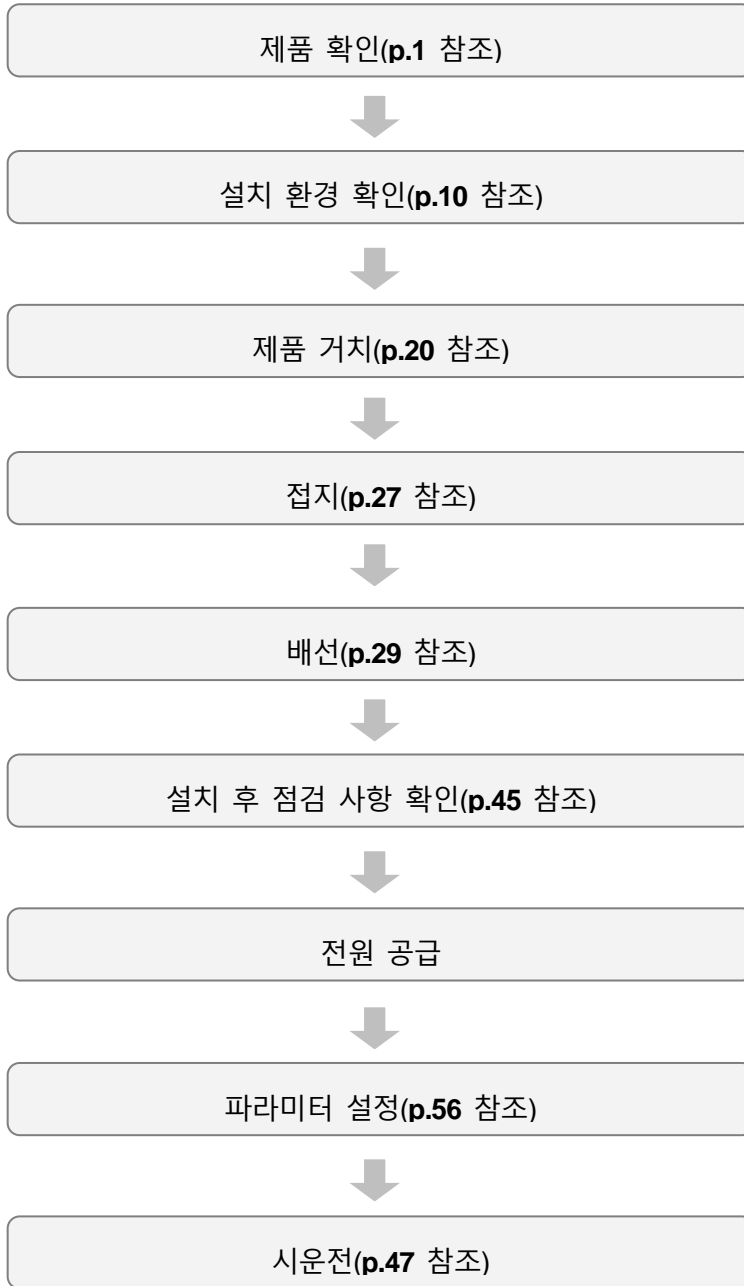 제품 확인(p.1 참조)
설치 환경 확인(p.10 참조)
제품 거치(p.20 참조)
접지(p.27 참조)
배선(p.29 참조)
설치 후 점검 사항 확인(p.45 참조)
전원 공급
파라미터 설정(p.56 참조)
시운전(p.47 참조)